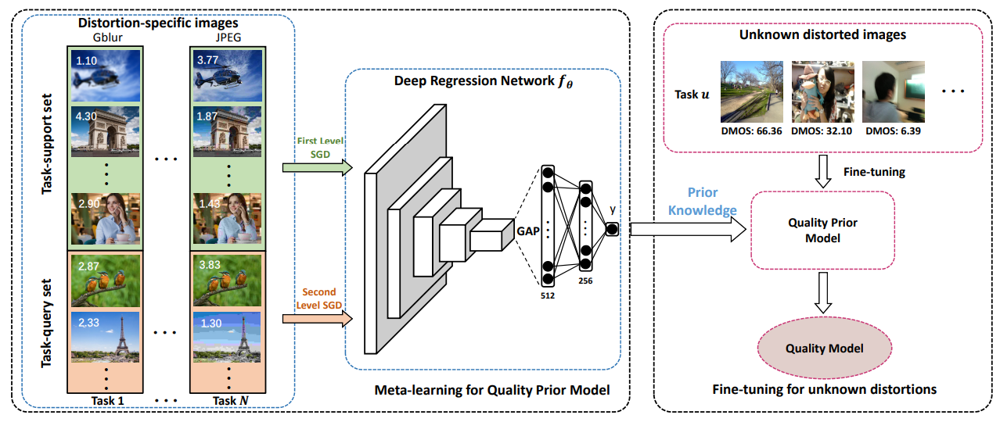 Distortion-specific images
Gblur
JPEG
Task-support set
1.10
3.77
4.30
1.87
2.90
1.43
Task-query set
2.87
3.83
2.33
1.30
Task 1
Task N
First Level
SGD
Second
Level SGD
Deep Regression Network fθ
GAP
512
256
y
Meta-learning for Quality Prior Model
Prior
Knowledge
Unknown distorted images
Task u
DMOS: 66.36
DMOS: 32.10
DMOS: 6.39
Fine-tuning
Quality Prior
Model
Quality Model
Fine-tuning for unknown distortions